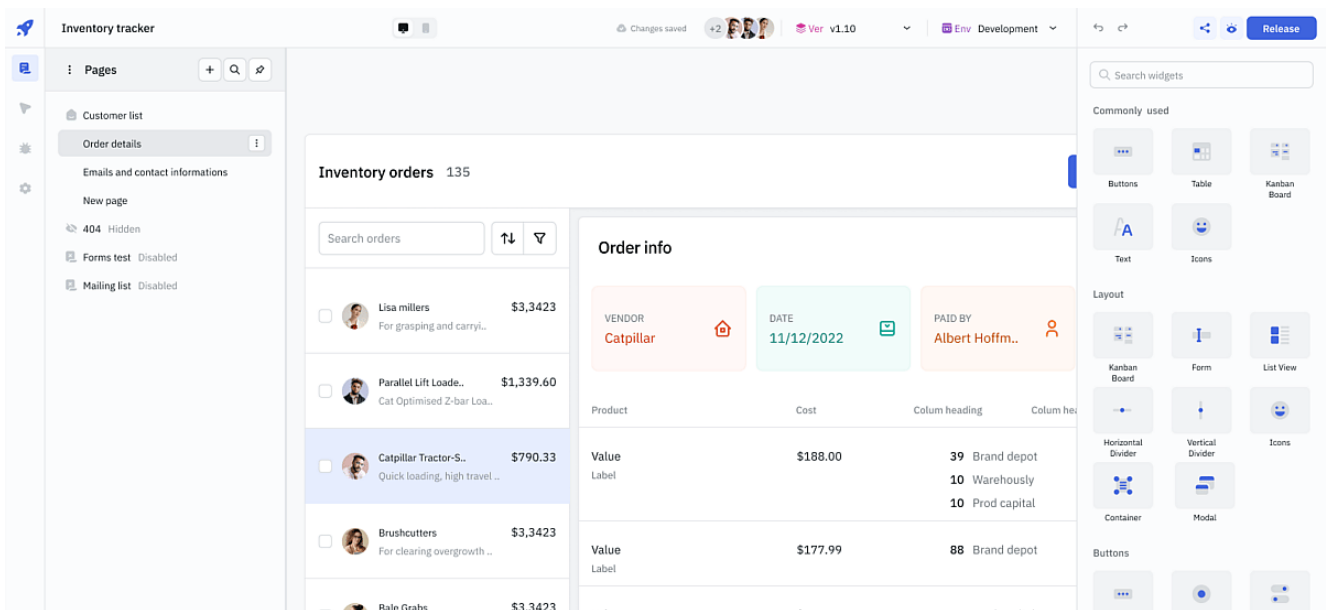 Inventory tracker
Changes saved
+2
Ver v1.10
Env Development
Release
Pages
Customer list
Order details
Emails and contact informations
New page
404 Hidden
Forms test Disabled
Mailing list Disabled
Inventory orders 135
Search orders
Lisa millers $3,3423
For grasping and carryi..
Parallel Lift Loade.. $1,339.60
Cat Optimised Z-bar Loa..
Catpillar Tractor-S.. $790.33
Quick loading, high travel ..
Brushcutters $3,3423
For clearing overgrowth ..
Bale Grabs $3,3423
Order info
VENDOR
Catpillar
DATE
11/12/2022
PAID BY
Albert Hoffm..
Product Cost Colum heading Colum hea
Value $188.00 39 Brand depot
Label
10 Warehously
10 Prod capital
Value $177.99 88 Brand depot
Label
Search widgets
Commonly used
Buttons
Table
Kanban
Board
Text
Icons
Layout
Kanban
Board
Form
List View
Horizontal
Divider
Vertical
Divider
Icons
Container
Modal
Buttons